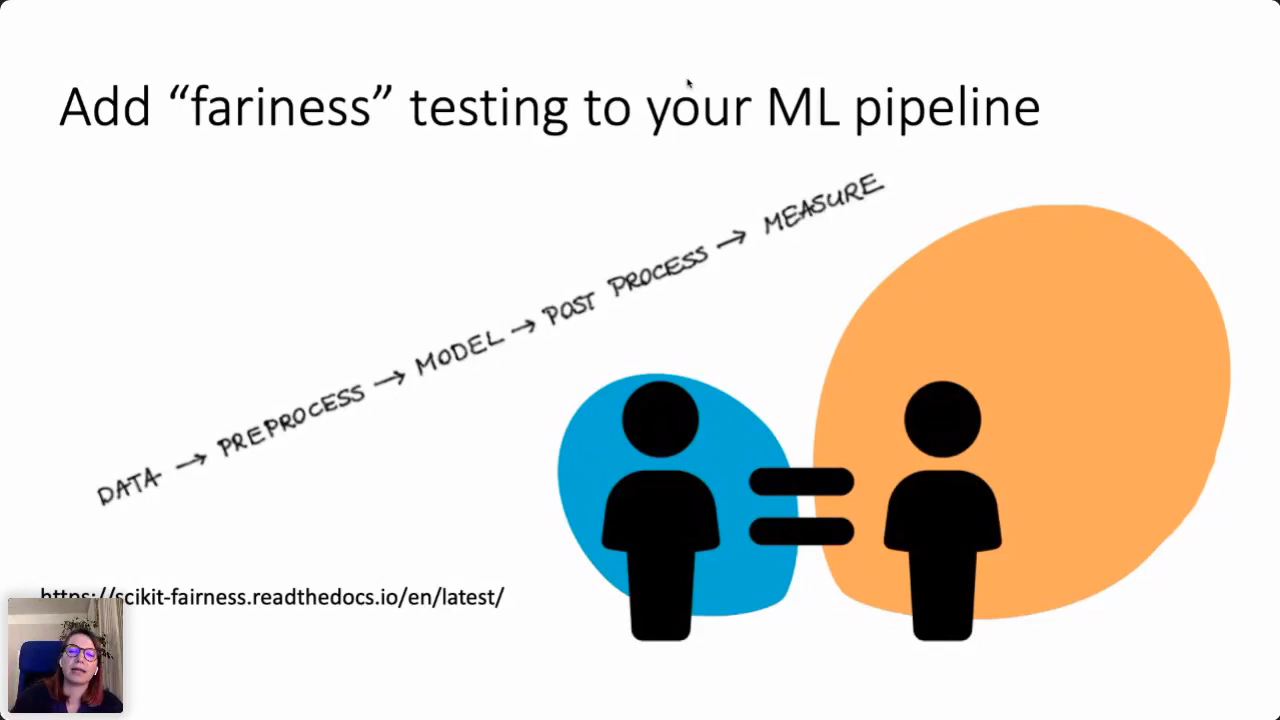 Add “fariness” testing to your ML pipeline
DATA → PREPROCESS → MODEL → POST PROCESS → MEASURE
https://scikit-fairness.readthedocs.io/en/latest/